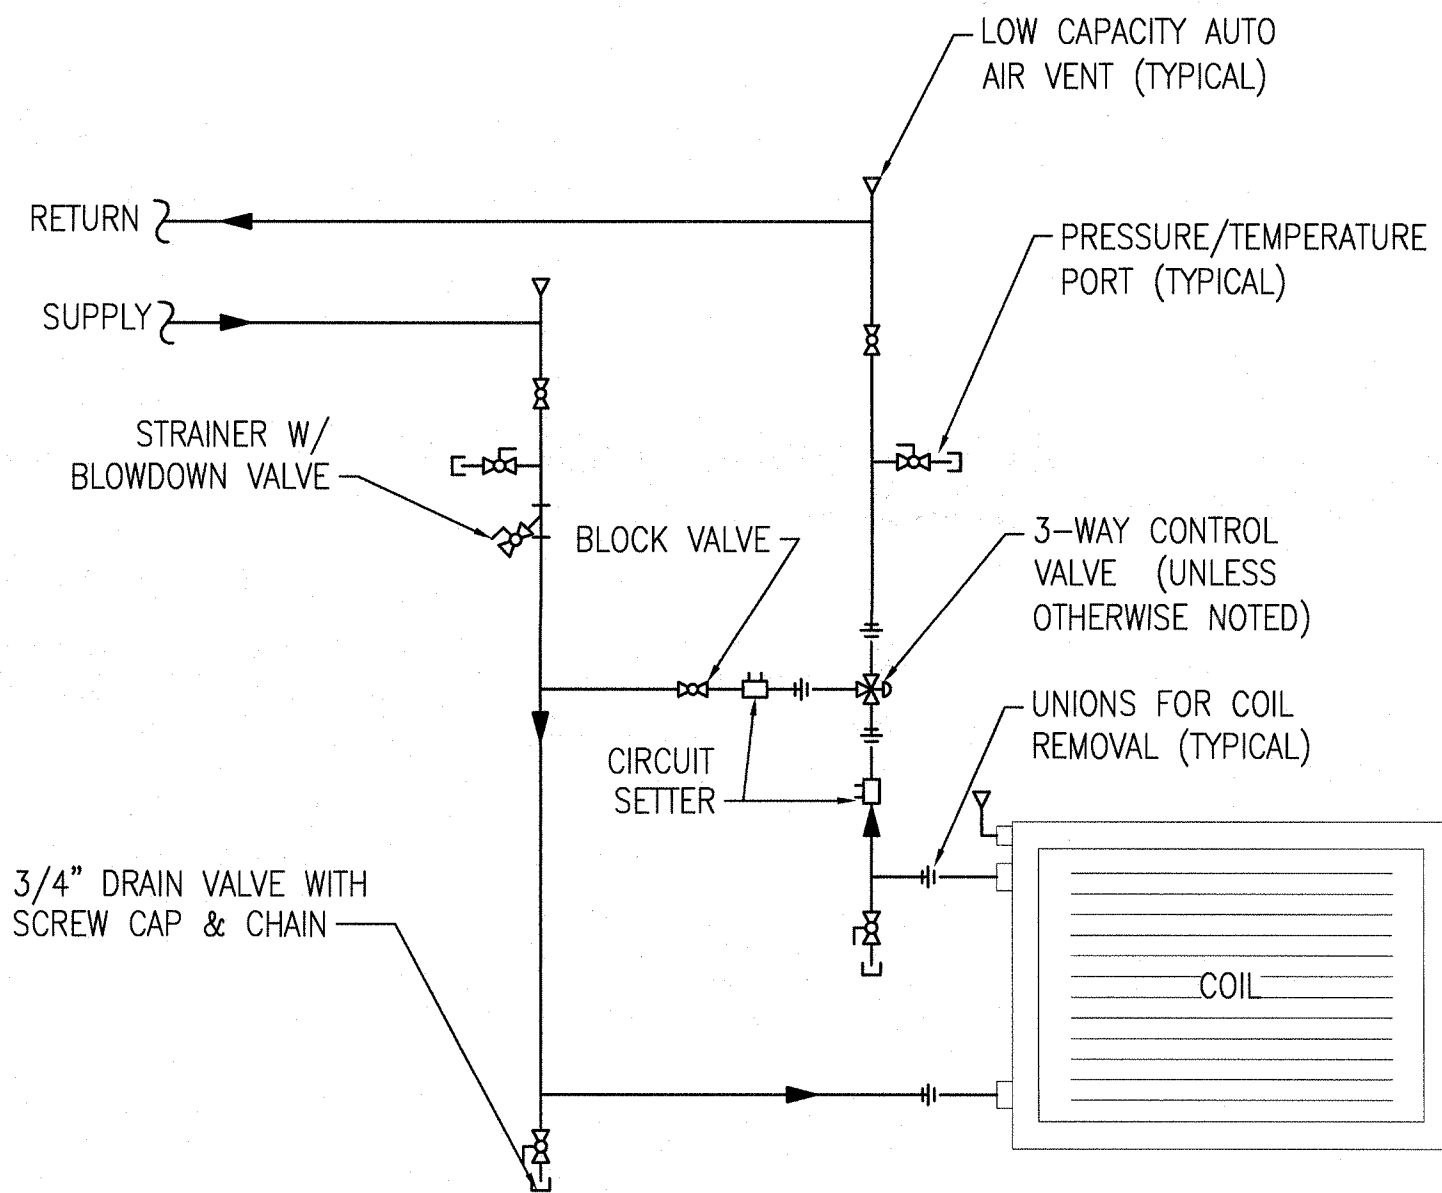 LOW CAPACITY AUTO
AIR VENT (TYPICAL)
RETURN
PRESSURE/TEMPERATURE
PORT (TYPICAL)
SUPPLY
STRAINER W/
BLOWDOWN VALVE
BLOCK VALVE
3-WAY CONTROL
VALVE (UNLESS
OTHERWISE NOTED)
UNIONS FOR COIL
REMOVAL (TYPICAL)
CIRCUIT
SETTER
3/4" DRAIN VALVE WITH
SCREW CAP & CHAIN
COIL